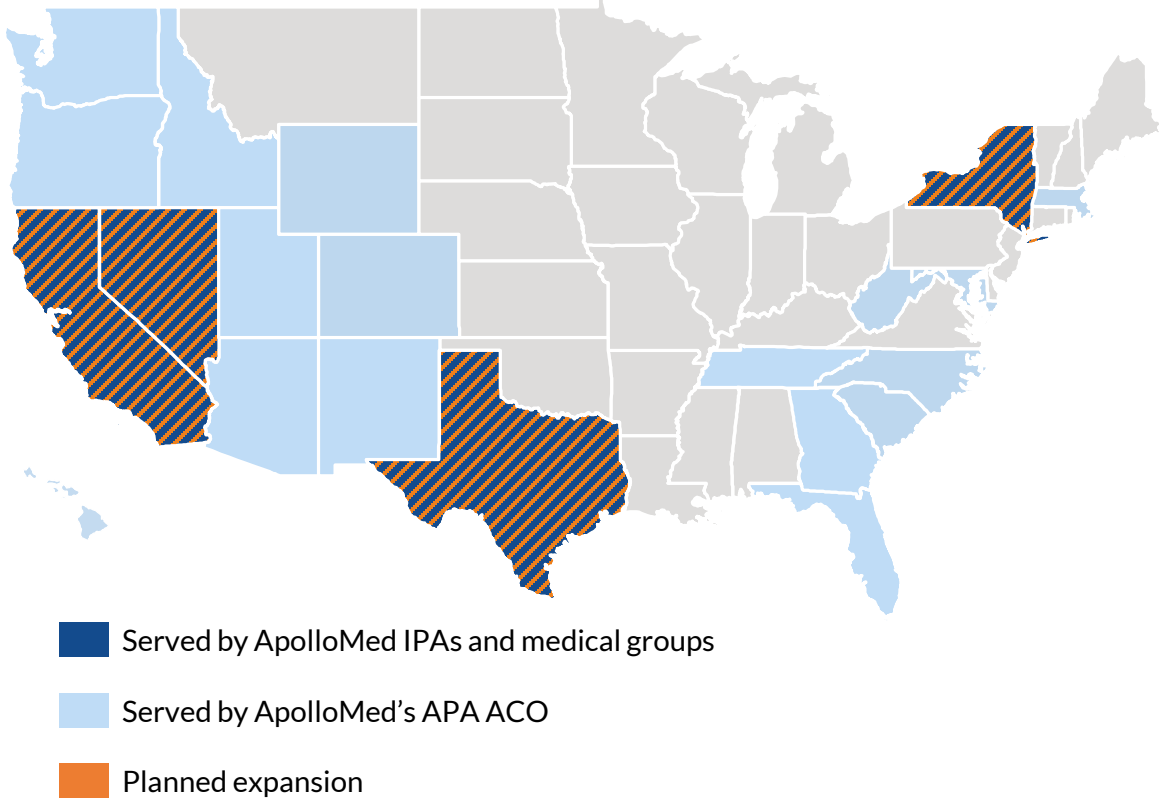 Served by ApolloMed IPAs and medical groups
Served by ApolloMed’s APA ACO
Planned expansion